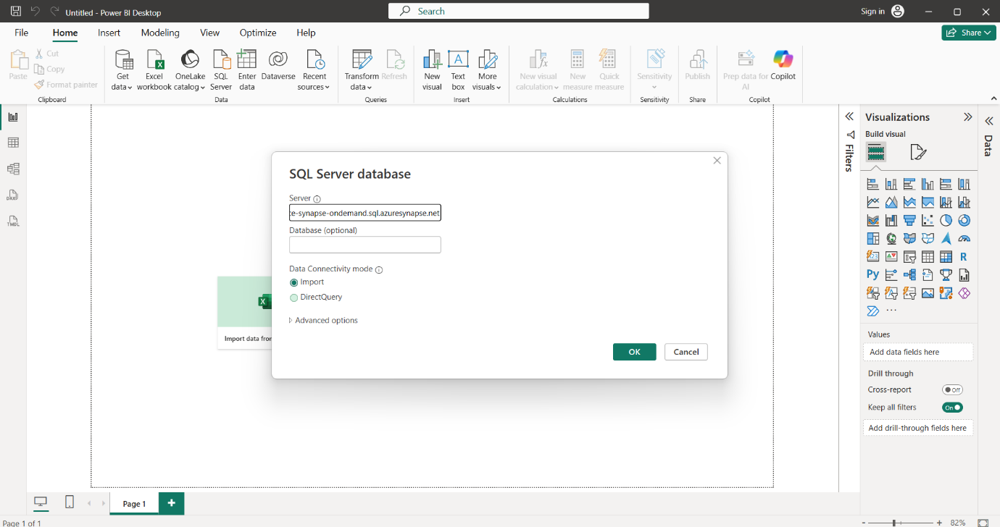 Untitled - Power BI Desktop
Search
Sign in
File Home Insert Modeling View Optimize Help
Share
Paste
Cut
Copy
Format painter
Clipboard
Get data
Excel workbook
OneLake catalog
SQL Server
Enter data
Dataverse
Recent sources
Data
Transform data
Refresh
Queries
New visual
Text box
More visuals
Insert
New visual calculation
New measure
Quick measure
Calculations
Sensitivity
Sensitivity
Publish
Share
Prep data for AI
Copilot
Copilot
DAX
TMDL
Import data from
SQL Server database
Server
te-synapse-ondemand.sql.azuresynapse.net
Database (optional)
Data Connectivity mode
Import
DirectQuery
Advanced options
OK
Cancel
Filters
Visualizations
Build visual
123
R
Py
Values
Add data fields here
Drill through
Cross-report
Off
Keep all filters
On
Add drill-through fields here
Data
Page 1
Page 1 of 1
- + 82%